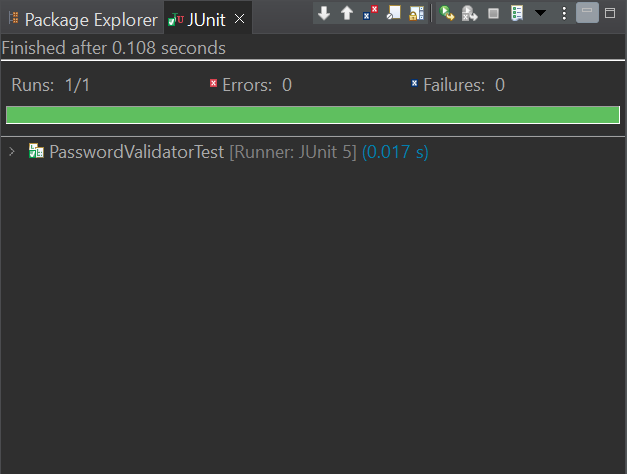 Package Explorer JUnit
Finished after 0.108 seconds
Runs: 1/1 Errors: 0 Failures: 0
PasswordValidatorTest [Runner: JUnit 5] (0.017 s)